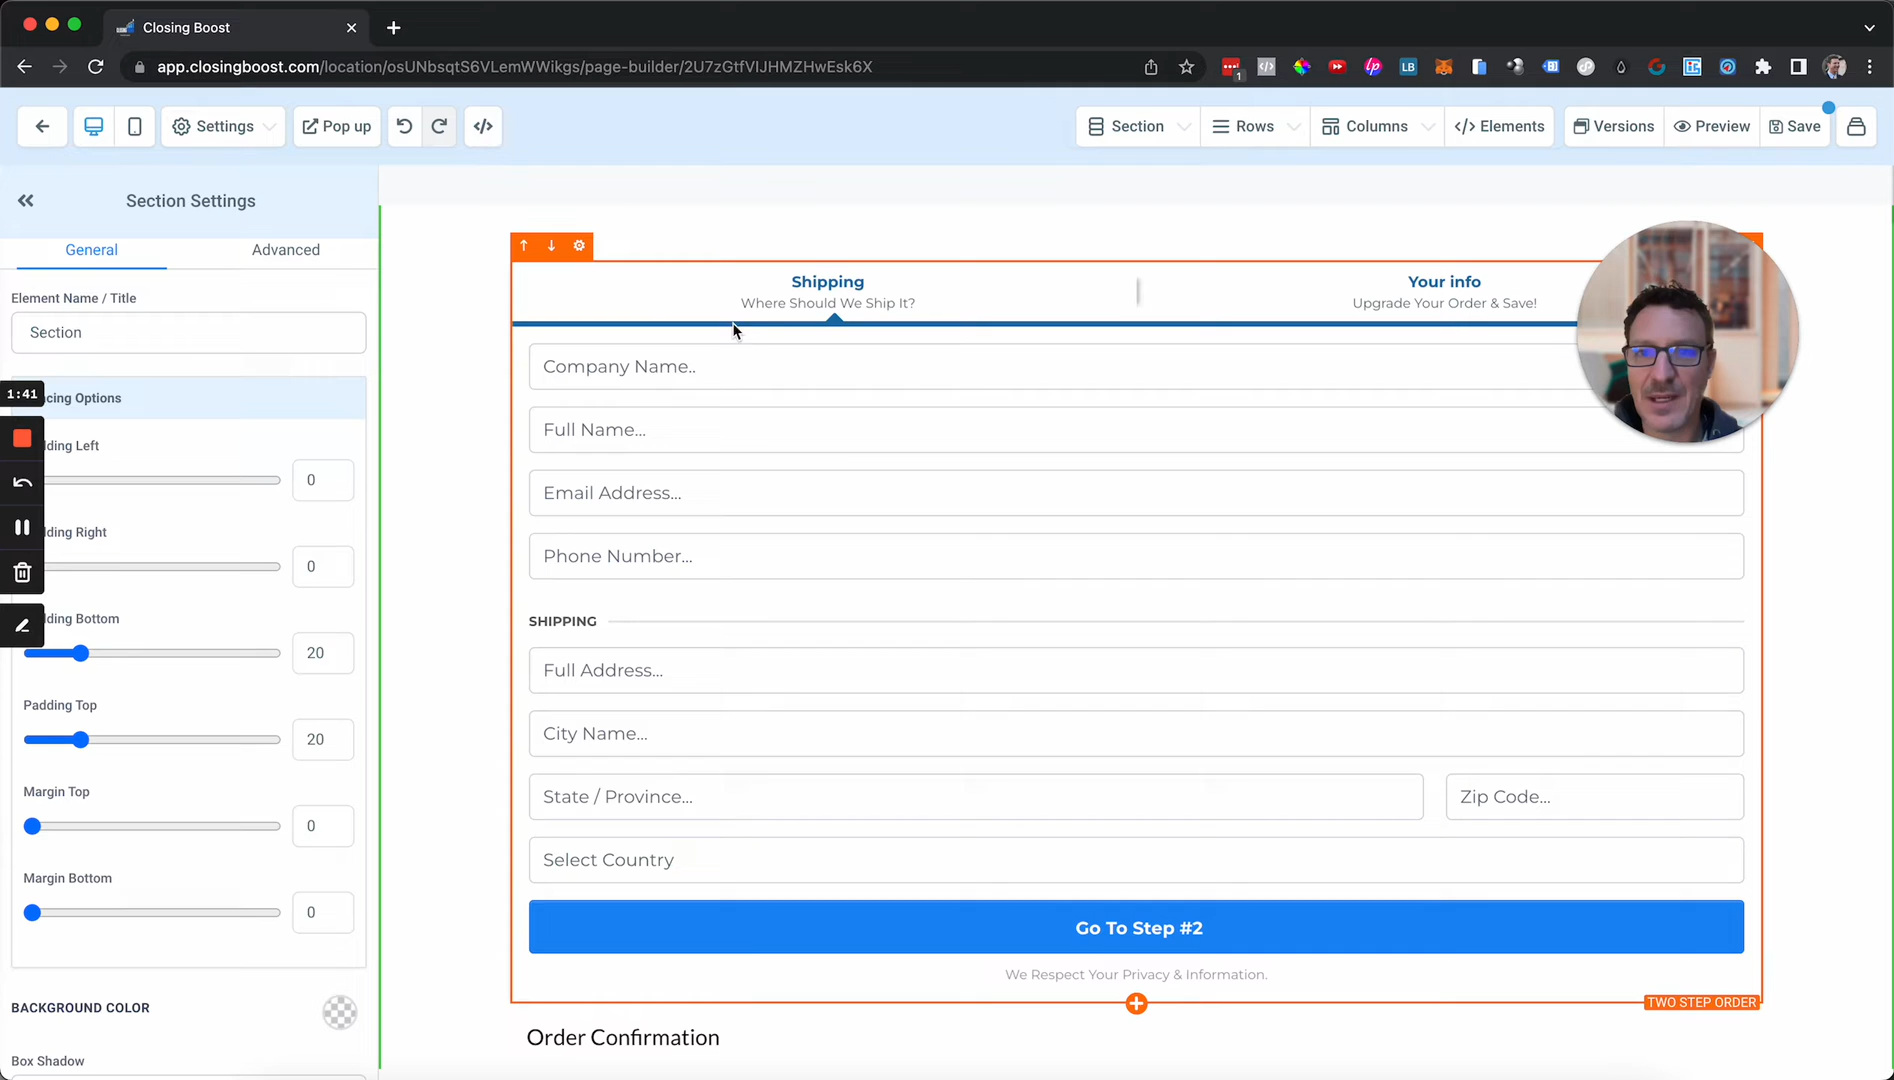 Closing Boost
app.closingboost.com/location/osUNbsqtS6VLemWWikgs/page-builder/2U7zGtfVIJHMZHwEsk6X
Settings
Pop up
Section
Rows
Columns
Elements
Versions
Preview
Save
Section Settings
General
Advanced
Element Name / Title
Section
1:41
cing Options
lding Left
0
lding Right
0
lding Bottom
20
Padding Top
20
Margin Top
0
Margin Bottom
0
BACKGROUND COLOR
Box Shadow
Shipping
Where Should We Ship It?
Your info
Upgrade Your Order & Save!
Company Name..
Full Name...
Email Address...
Phone Number...
SHIPPING
Full Address...
City Name...
State / Province...
Zip Code...
Select Country
Go To Step #2
We Respect Your Privacy & Information.
TWO STEP ORDER
Order Confirmation
LB
1